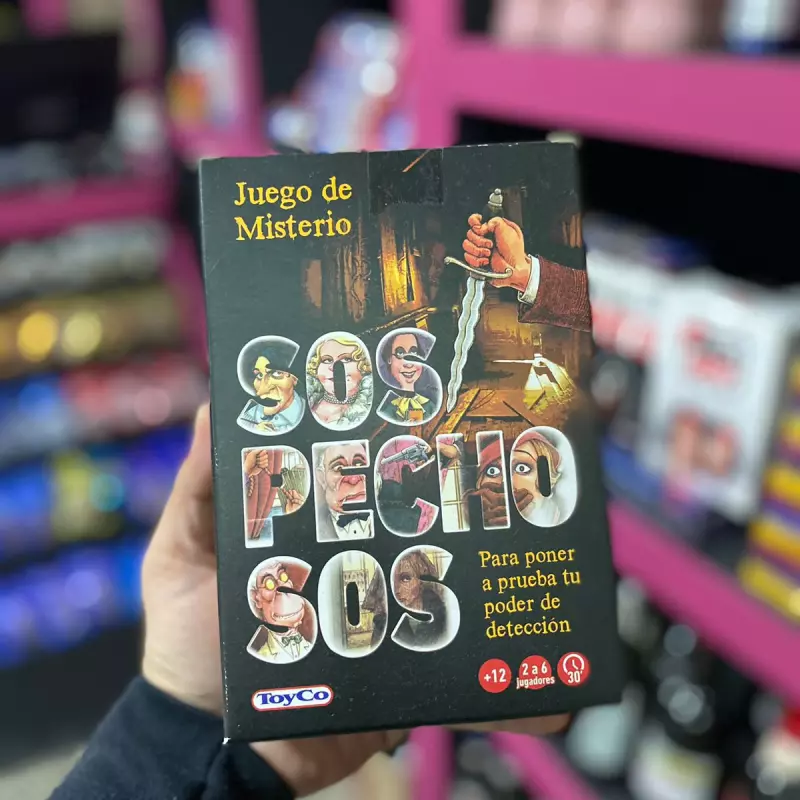 Juego de
Misterio
SOS
PECHO
SOS
Para poner
a prueba tu
poder de
detección
ToyCo
+12
2 a 6
jugadores
30'